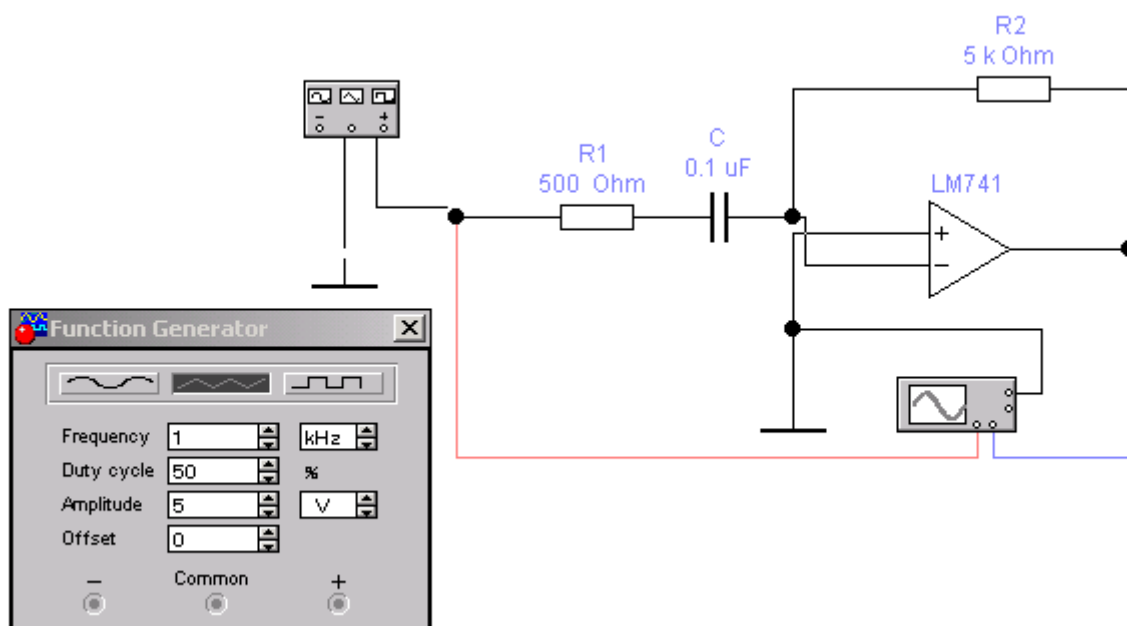 R2
5 k Ohm
- +
R1
500 Ohm
C
0.1 uF
LM741
+
−
Function Generator
Frequency 1 kHz
Duty cycle 50 %
Amplitude 5 V
Offset 0
− Common +